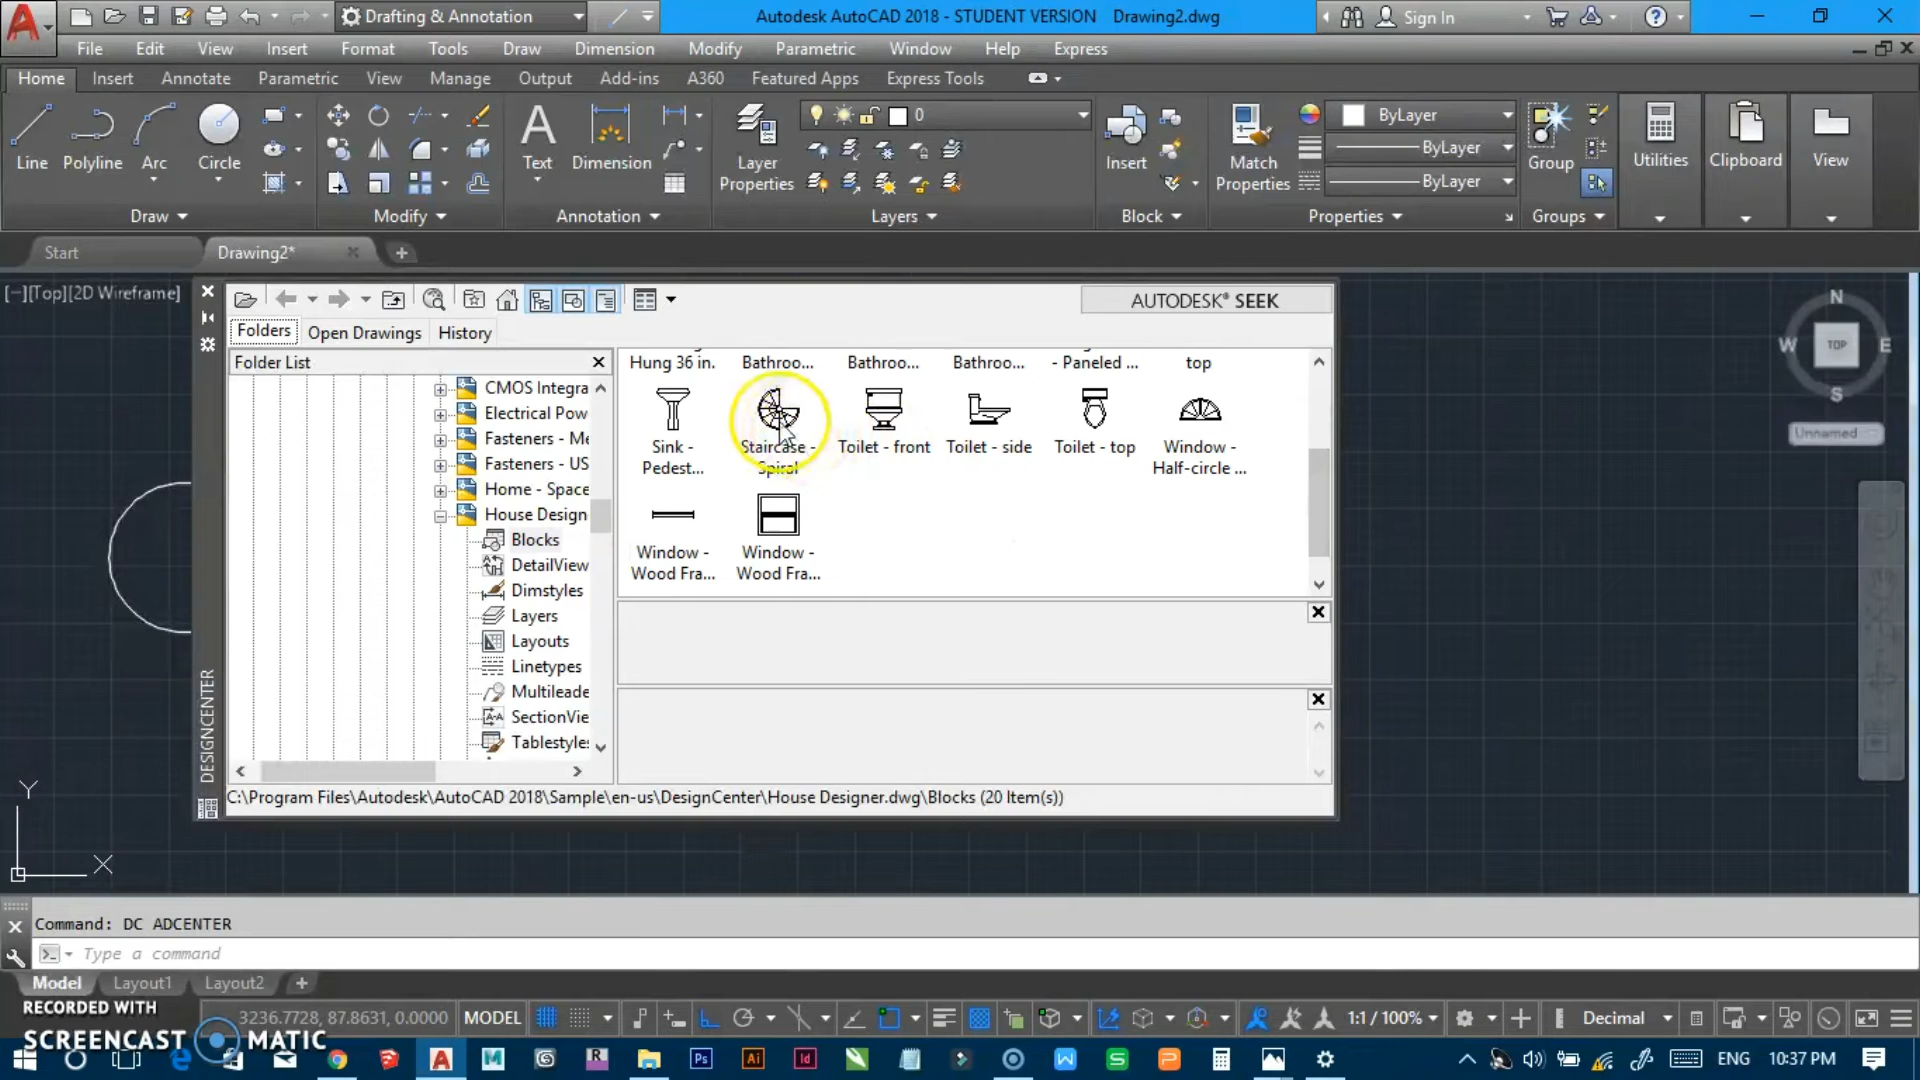 Drafting & Annotation
Autodesk AutoCAD 2018 - STUDENT VERSION Drawing2.dwg
Sign In
File Edit View Insert Format Tools Draw Dimension Modify Parametric Window Help Express
Home Insert Annotate Parametric View Manage Output Add-ins A360 Featured Apps Express Tools
Line Polyline Arc Circle
Text Dimension
Layer Properties
0
Insert
Match Properties
ByLayer
ByLayer
ByLayer
Group
Utilities
Clipboard
View
Draw Modify Annotation Layers Block Properties Groups
Start Drawing2*
[−][Top][2D Wireframe]
AUTODESK® SEEK
Folders Open Drawings History
Folder List
CMOS Integra
Electrical Pow
Fasteners - Me
Fasteners - US
Home - Space
House Design
Blocks
DetailView
Dimstyles
Layers
Layouts
Linetypes
Multileade
SectionVie
Tablestyle
Hung 36 in. Bathroo... Bathroo... Bathroo... - Paneled ... top
Sink - Pedest...
Staircase - Spiral
Toilet - front
Toilet - side
Toilet - top
Window - Half-circle ...
Window - Wood Fra...
Window - Wood Fra...
DESIGNCENTER
C:\Program Files\Autodesk\AutoCAD 2018\Sample\en-us\DesignCenter\House Designer.dwg\Blocks (20 Item(s))
N
W TOP E
S
Unnamed
Y
X
Command: DC ADCENTER
Type a command
Model Layout1 Layout2
RECORDED WITH
SCREENCAST MATIC
3236.7728, 87.8631, 0.0000 MODEL 1:1 / 100% Decimal
ENG 10:37 PM